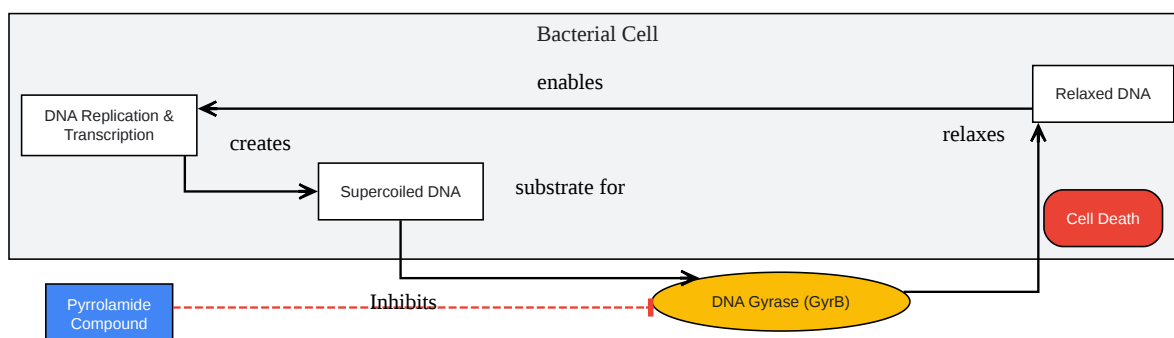 Bacterial Cell
enables
Relaxed DNA
DNA Replication &
Transcription
creates
relaxes
Supercoiled DNA
substrate for
Cell Death
Pyrrolamide
Compound
Inhibits
DNA Gyrase (GyrB)